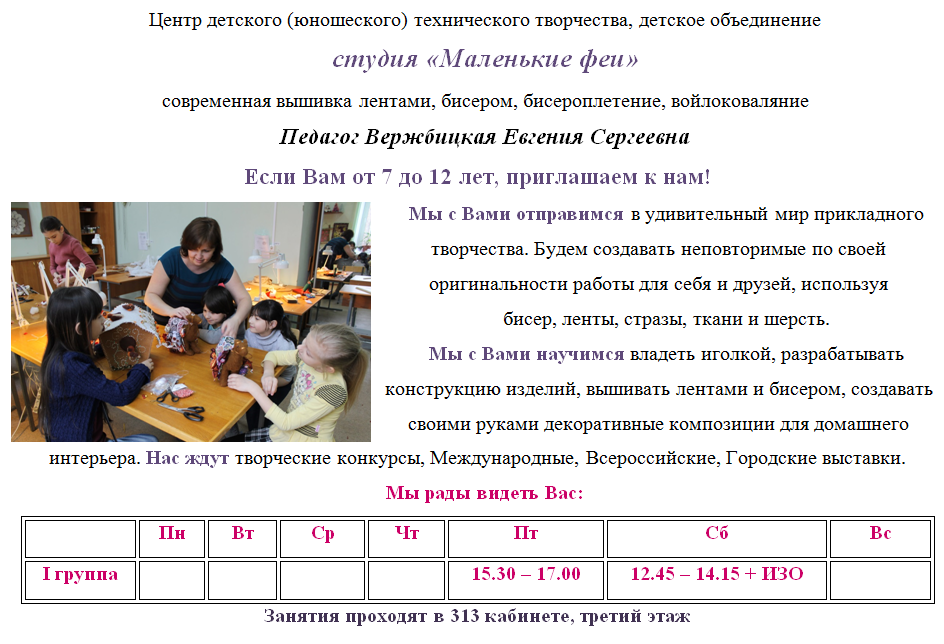 Центр детского (юношеского) технического творчества, детское объединение
студия «Маленькие феи»
современная вышивка лентами, бисером, бисероплетение, войлоковаляние
Педагог Вержбицкая Евгения Сергеевна
Если Вам от 7 до 12 лет, приглашаем к нам!
Мы с Вами отправимся в удивительный мир прикладного
творчества. Будем создавать неповторимые по своей
оригинальности работы для себя и друзей, используя
бисер, ленты, стразы, ткани и шерсть.
Мы с Вами научимся владеть иголкой, разрабатывать
конструкцию изделий, вышивать лентами и бисером, создавать
своими руками декоративные композиции для домашнего
интерьера. Нас ждут творческие конкурсы, Международные, Всероссийские, Городские выставки.
Мы рады видеть Вас:
Пн Вт Ср Чт Пт Сб Вс
I группа 15.30 – 17.00 12.45 – 14.15 + ИЗО
Занятия проходят в 313 кабинете, третий этаж